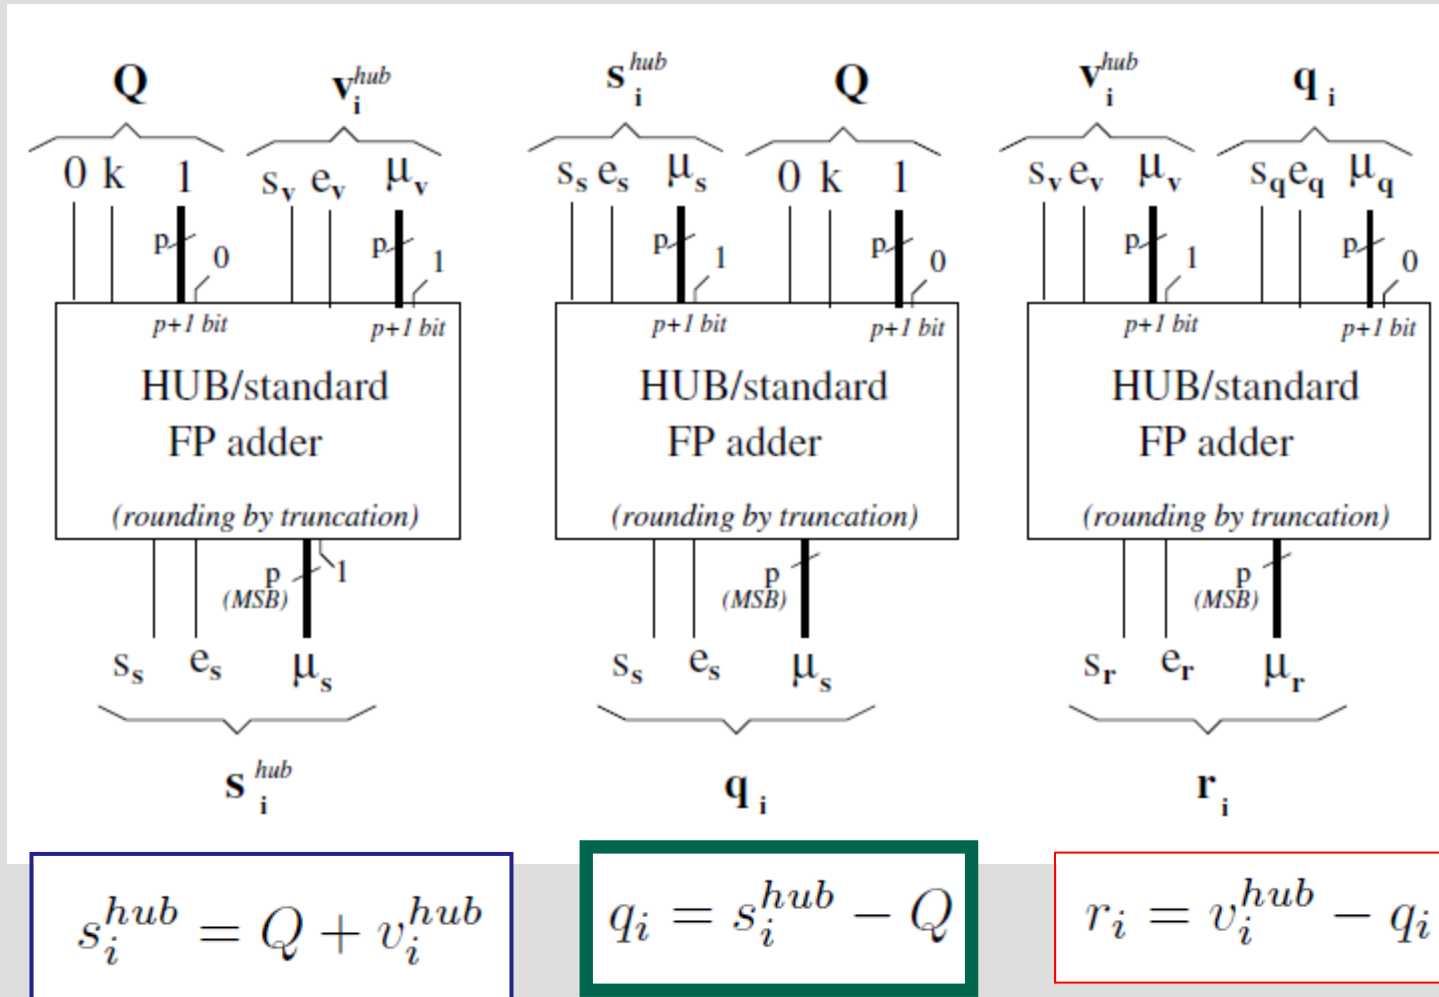 Q v_i^{hub} s_i^{hub} Q v_i^{hub} q_i
0 k 1 s_v e_v μ_v s_s e_s μ_s 0 k 1 s_v e_v μ_v s_q e_q μ_q
p 0 p 1 p 1 p 0 p 1 p 0
p+1 bit p+1 bit p+1 bit p+1 bit p+1 bit p+1 bit
HUB/standard HUB/standard HUB/standard
FP adder FP adder FP adder
(rounding by truncation) (rounding by truncation) (rounding by truncation)
p 1 p p
(MSB) (MSB) (MSB)
s_s e_s μ_s s_s e_s μ_s s_r e_r μ_r
s_i^{hub} q_i r_i
s_i^{hub} = Q + v_i^{hub} q_i = s_i^{hub} − Q r_i = v_i^{hub} − q_i